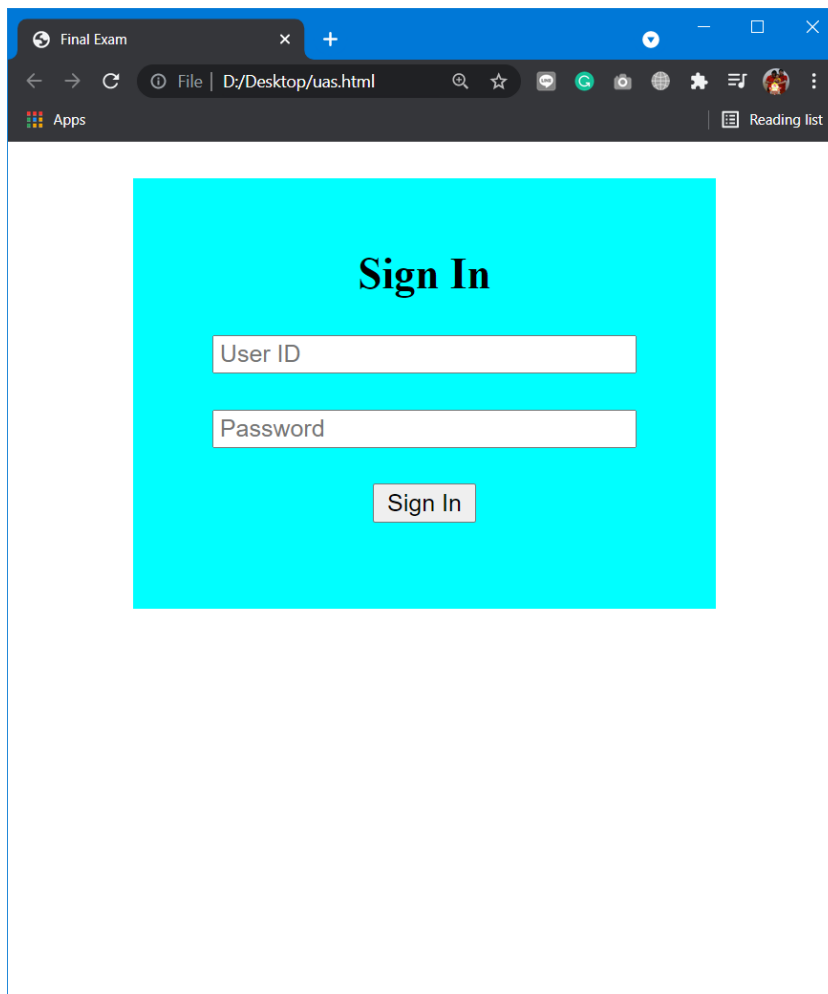 Final Exam
File | D:/Desktop/uas.html
Apps
Reading list
Sign In
User ID
Password
Sign In